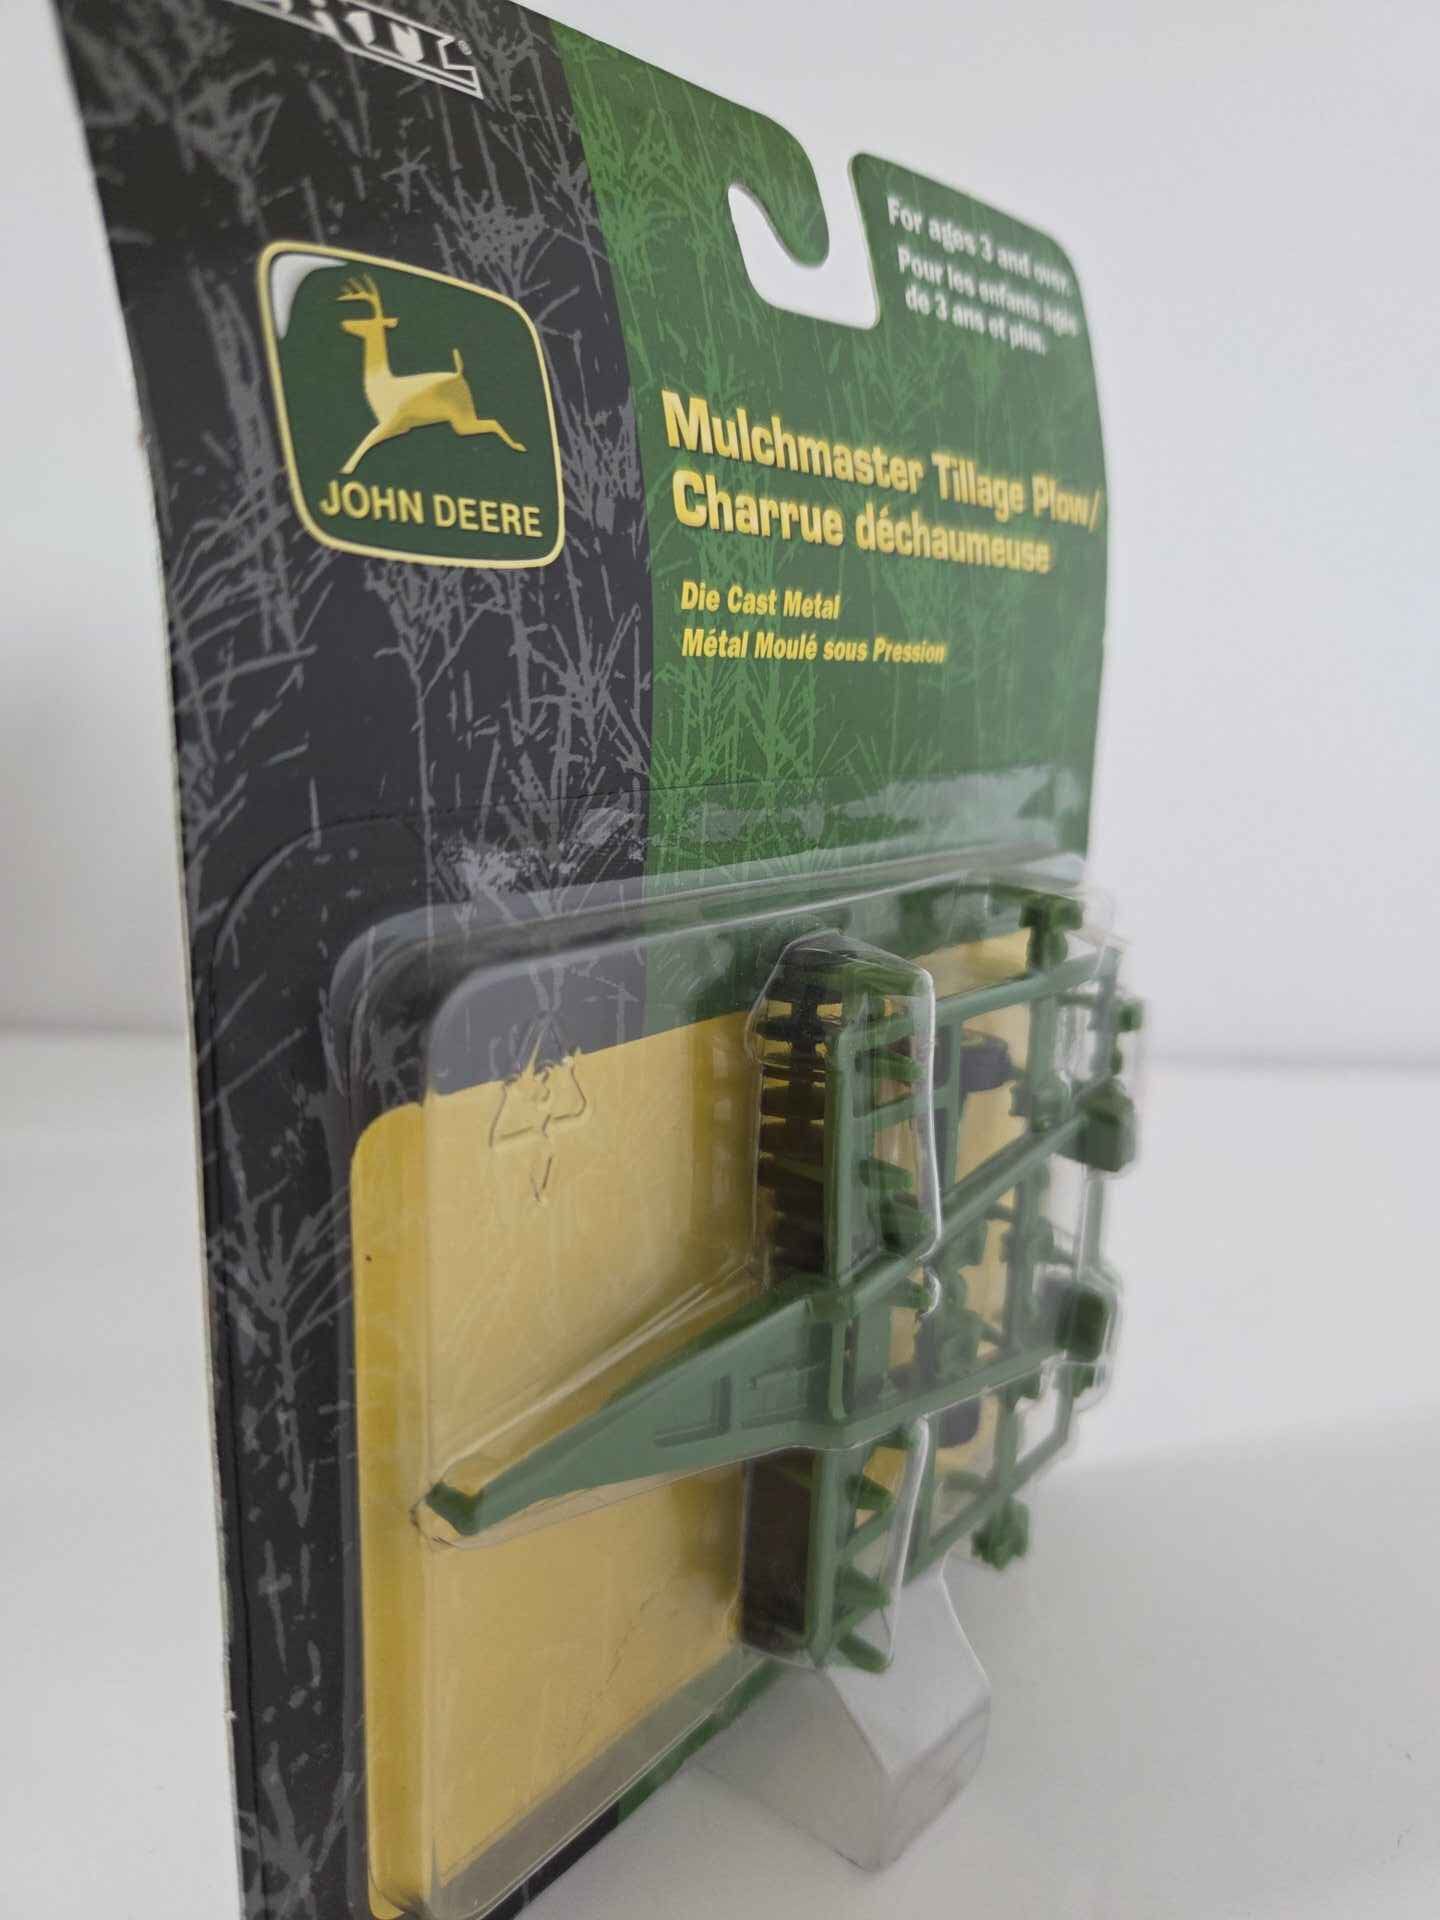 JOHN DEERE
For ages 3 and over.
Pour les enfants âgés
de 3 ans et plus.
Mulchmaster Tillage Plow/
Charrue déchaumeuse
Die Cast Metal
Métal Moulé sous Pression